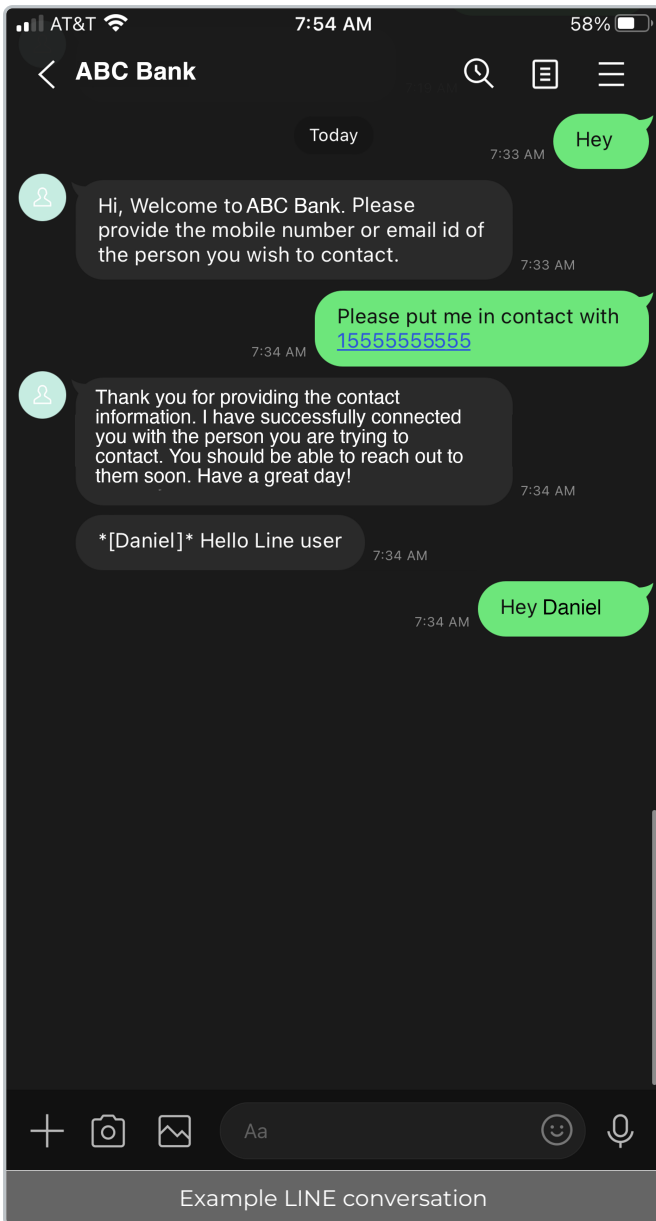 AT&T 7:54 AM 58%
ABC Bank
Today
Hey
7:33 AM
Hi, Welcome to ABC Bank. Please
provide the mobile number or email id of
the person you wish to contact.
7:33 AM
Please put me in contact with
15555555555
7:34 AM
Thank you for providing the contact
information. I have successfully connected
you with the person you are trying to
contact. You should be able to reach out to
them soon. Have a great day!
7:34 AM
*[Daniel]* Hello Line user
7:34 AM
Hey Daniel
7:34 AM
Aa
Example LINE conversation